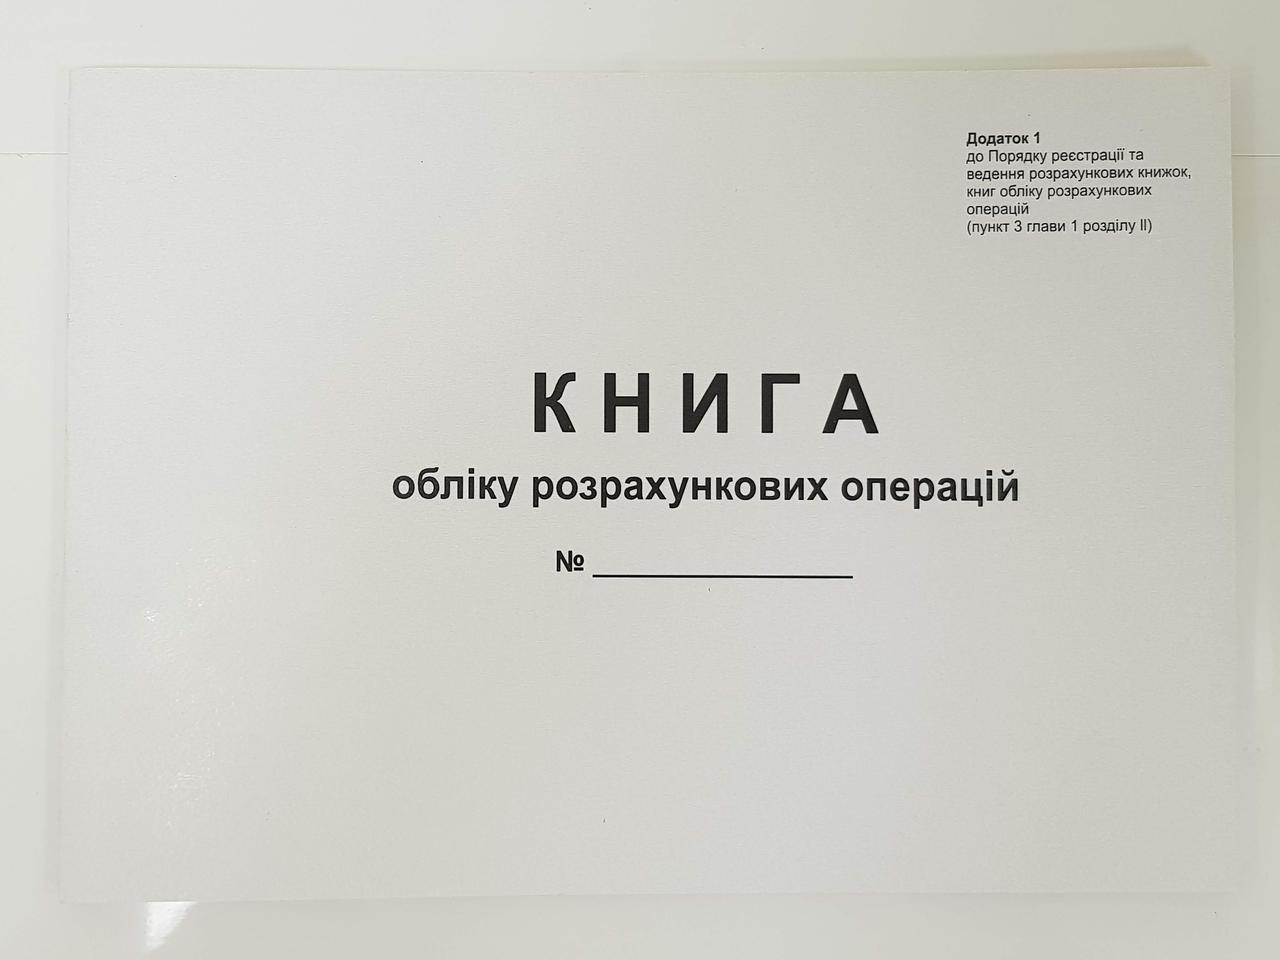 Додаток 1
до Порядку реєстрації та
ведення розрахункових книжок,
книг обліку розрахункових
операцій
(пункт 3 глави 1 розділу II)
КНИГА
обліку розрахункових операцій
№ ____________________